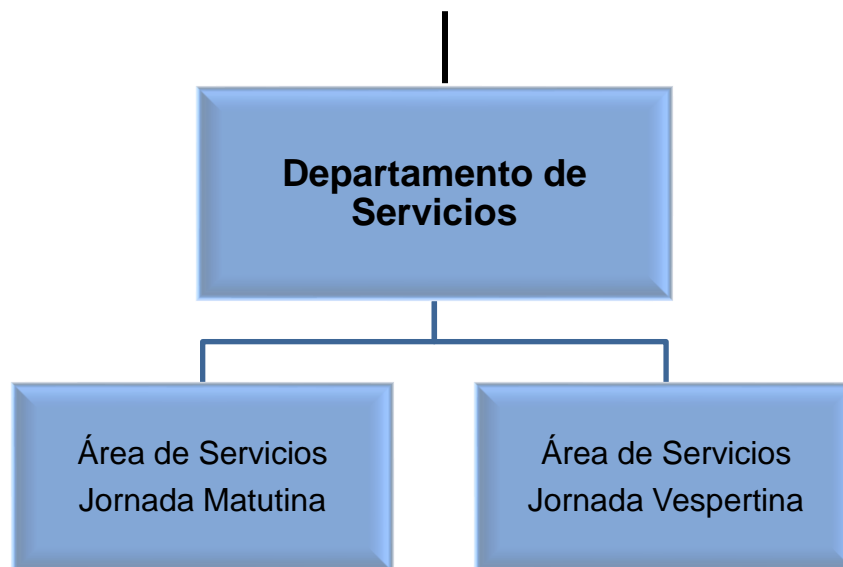 Departamento de
Servicios
Área de Servicios
Jornada Matutina
Área de Servicios
Jornada Vespertina